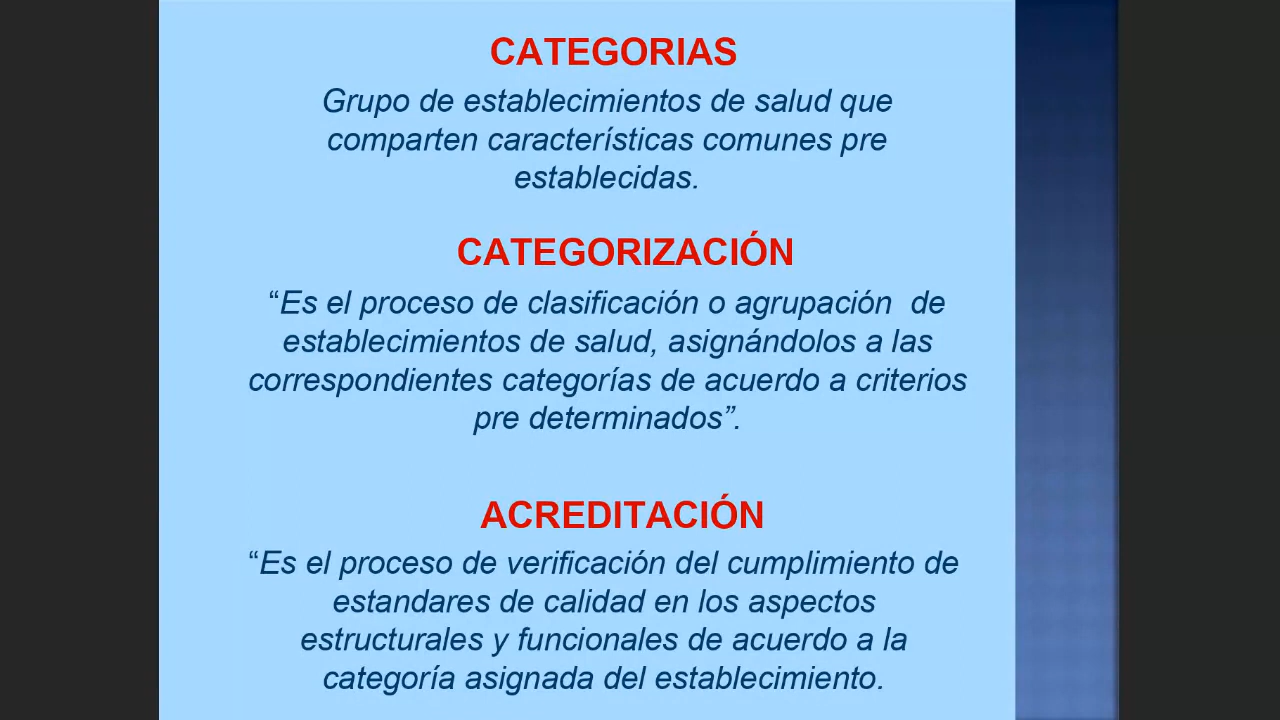 CATEGORIAS
Grupo de establecimientos de salud que
comparten características comunes pre
establecidas.
CATEGORIZACIÓN
“Es el proceso de clasificación o agrupación  de
establecimientos de salud, asignándolos a las
correspondientes categorías de acuerdo a criterios
pre determinados”.
ACREDITACIÓN
“Es el proceso de verificación del cumplimiento de
estandares de calidad en los aspectos
estructurales y funcionales de acuerdo a la
categoría asignada del establecimiento.